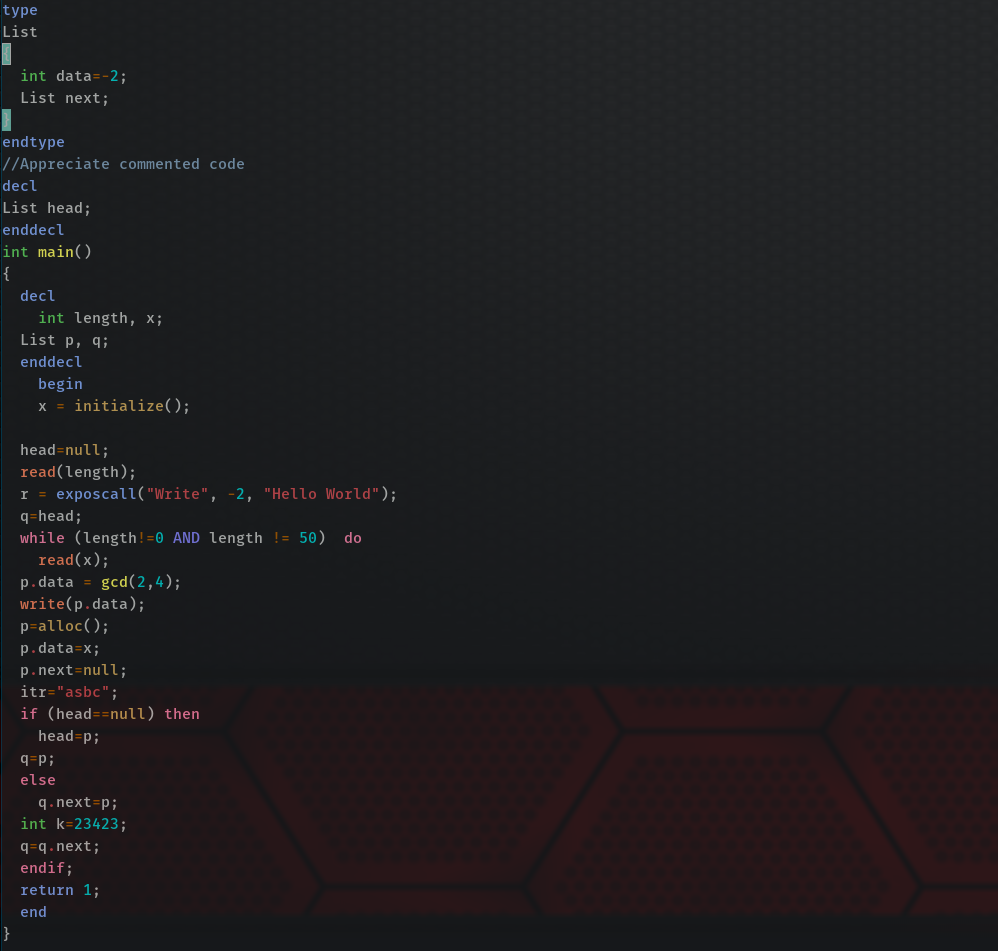 type
List
{
  int data=-2;
  List next;
}
endtype
//Appreciate commented code
decl
List head;
enddecl
int main()
{
  decl
    int length, x;
  List p, q;
  enddecl
    begin
    x = initialize();

  head=null;
  read(length);
  r = exposcall("Write", -2, "Hello World");
  q=head;
  while (length!=0 AND length != 50)  do
    read(x);
  p.data = gcd(2,4);
  write(p.data);
  p=alloc();
  p.data=x;
  p.next=null;
  itr="asbc";
  if (head==null) then
    head=p;
  q=p;
  else
    q.next=p;
  int k=23423;
  q=q.next;
  endif;
  return 1;
  end
}